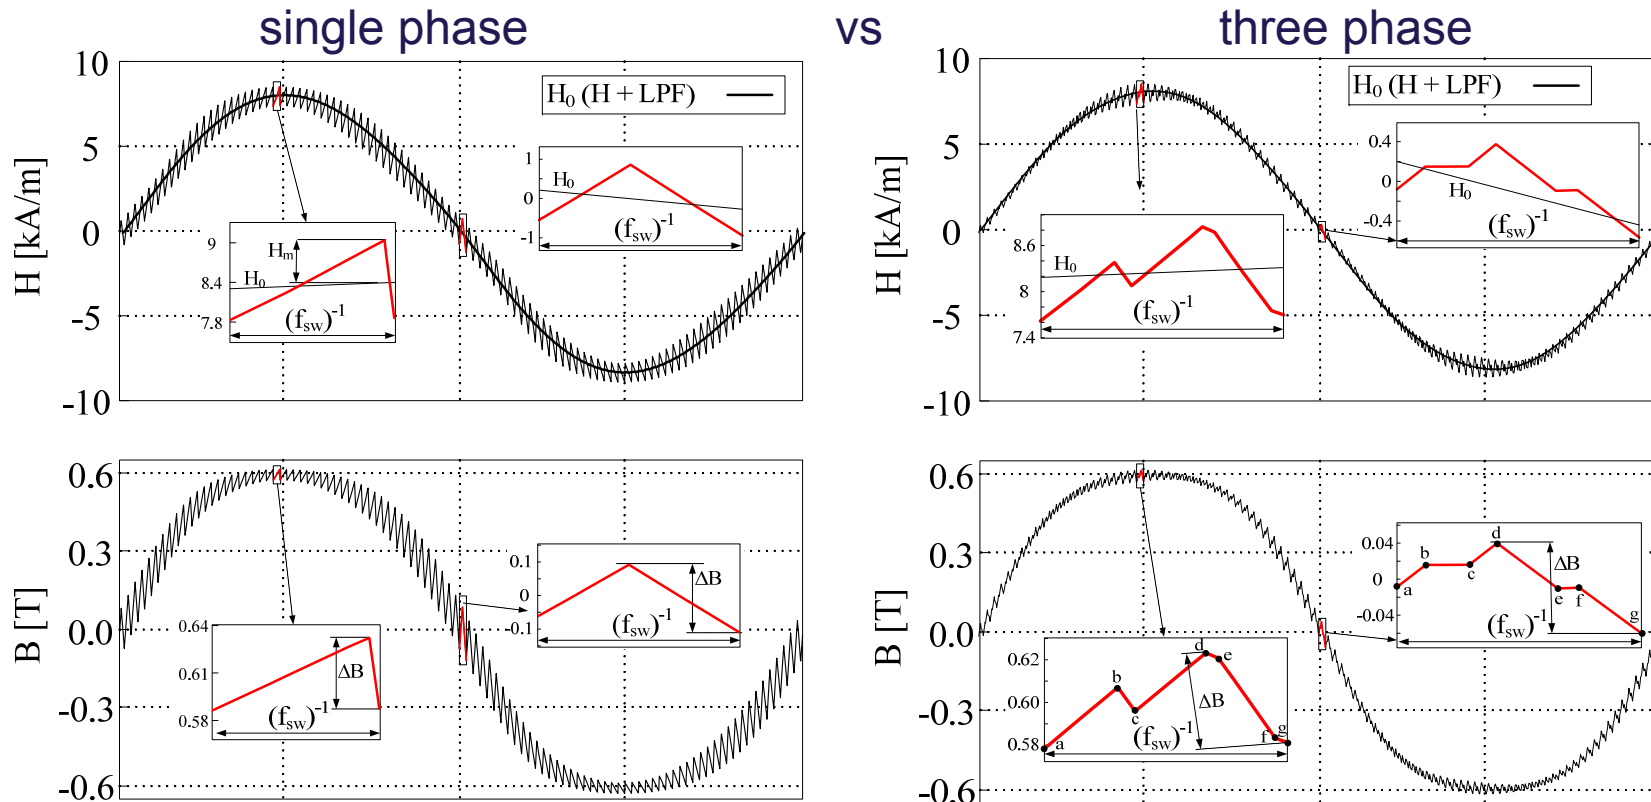 single phase vs three phase
10
5
0
-5
-10
H [kA/m]
H₀ (H + LPF)
9
8.4
7.8
Hₘ
H₀
(fsw)⁻¹
1
0
-1
H₀
(fsw)⁻¹
10
5
0
-5
-10
H [kA/m]
H₀ (H + LPF)
8.6
8
7.4
H₀
(fsw)⁻¹
0.4
0
-0.4
H₀
(fsw)⁻¹
0.6
0.3
0.0
-0.3
-0.6
B [T]
0.64
0.61
0.58
ΔB
(fsw)⁻¹
0.1
0
-0.1
ΔB
(fsw)⁻¹
0.6
0.3
0.0
-0.3
-0.6
B [T]
0.62
0.60
0.58
a
b
c
d
e
f
g
ΔB
(fsw)⁻¹
0.04
0
-0.04
a
b
c
d
e
f
g
ΔB
(fsw)⁻¹